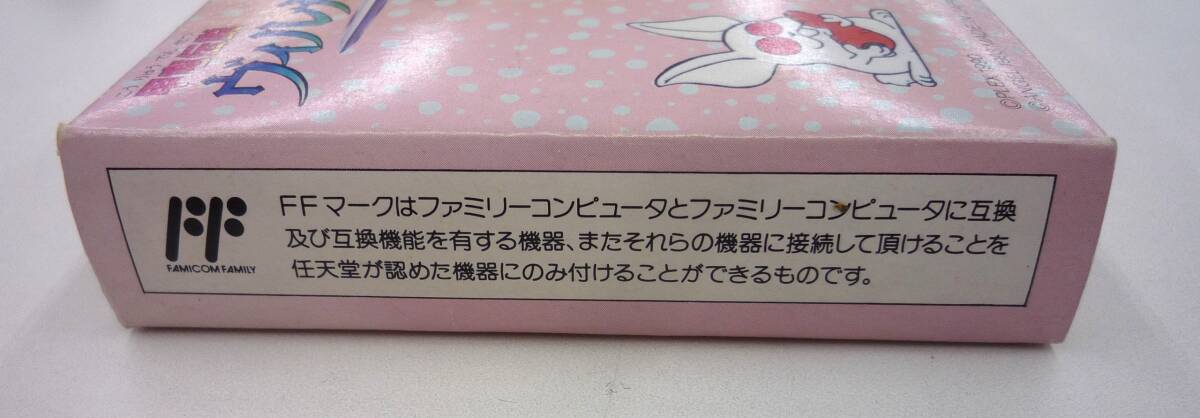 FFマークはファミリーコンピュータとファミリーコンピュータに互換
及び互換機能を有する機器、またそれらの機器に接続して頂けることを
任天堂が認めた機器にのみ付けることができるものです。
FF
FAMICOM FAMILY